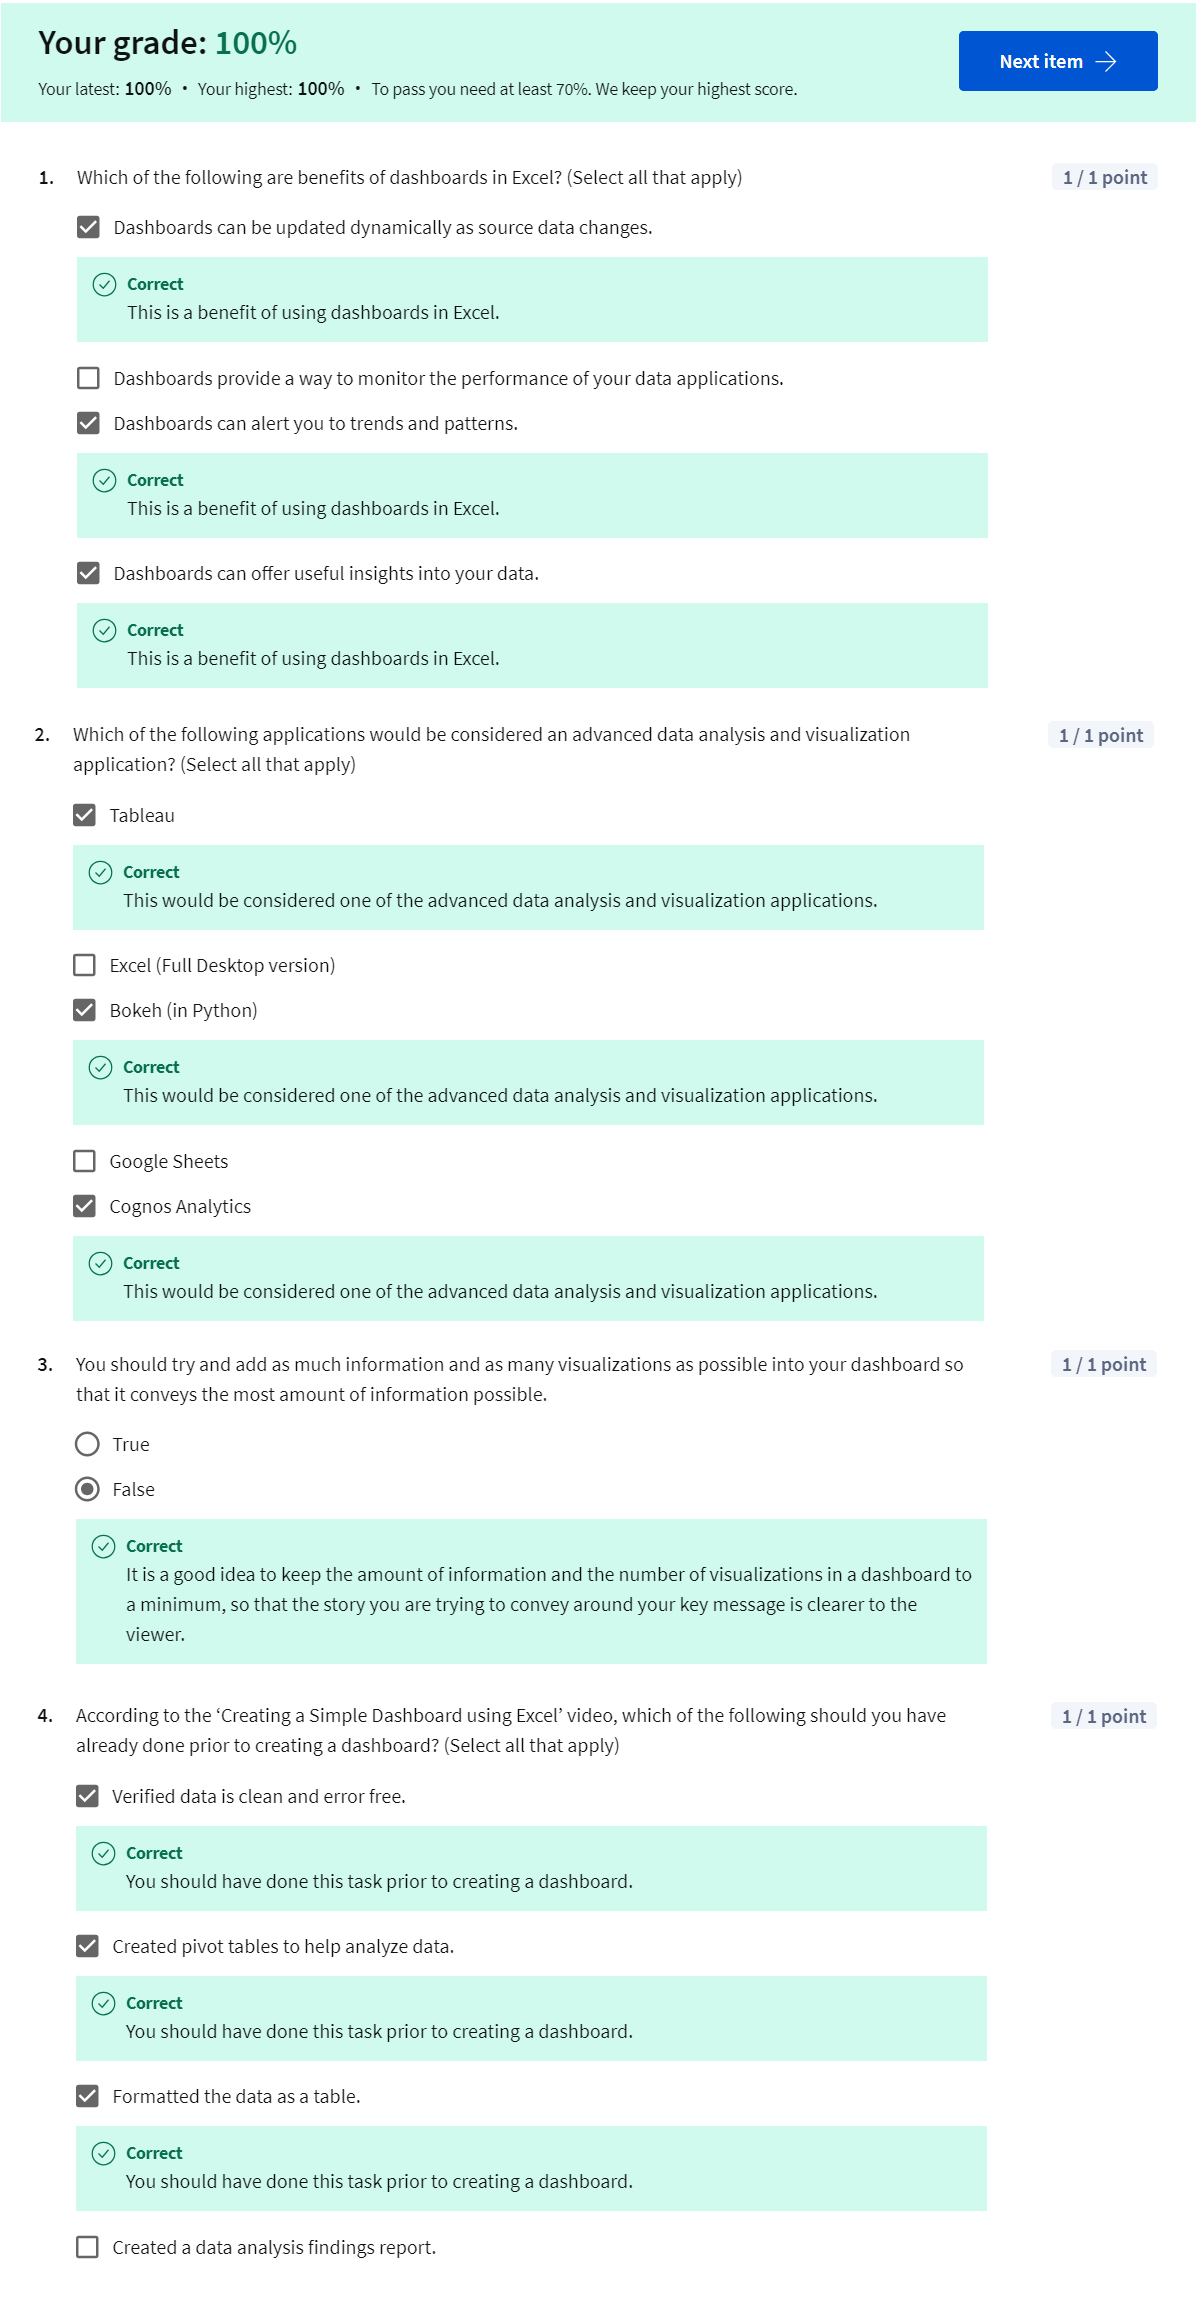 Your grade: 100%
Next item
Your latest: 100% • Your highest: 100% • To pass you need at least 70%. We keep your highest score.
1. Which of the following are benefits of dashboards in Excel? (Select all that apply) 1 / 1 point
Dashboards can be updated dynamically as source data changes.
Correct
This is a benefit of using dashboards in Excel.
Dashboards provide a way to monitor the performance of your data applications.
Dashboards can alert you to trends and patterns.
Correct
This is a benefit of using dashboards in Excel.
Dashboards can offer useful insights into your data.
Correct
This is a benefit of using dashboards in Excel.
2. Which of the following applications would be considered an advanced data analysis and visualization 1 / 1 point
application? (Select all that apply)
Tableau
Correct
This would be considered one of the advanced data analysis and visualization applications.
Excel (Full Desktop version)
Bokeh (in Python)
Correct
This would be considered one of the advanced data analysis and visualization applications.
Google Sheets
Cognos Analytics
Correct
This would be considered one of the advanced data analysis and visualization applications.
3. You should try and add as much information and as many visualizations as possible into your dashboard so 1 / 1 point
that it conveys the most amount of information possible.
True
False
Correct
It is a good idea to keep the amount of information and the number of visualizations in a dashboard to
a minimum, so that the story you are trying to convey around your key message is clearer to the
viewer.
4. According to the ‘Creating a Simple Dashboard using Excel’ video, which of the following should you have 1 / 1 point
already done prior to creating a dashboard? (Select all that apply)
Verified data is clean and error free.
Correct
You should have done this task prior to creating a dashboard.
Created pivot tables to help analyze data.
Correct
You should have done this task prior to creating a dashboard.
Formatted the data as a table.
Correct
You should have done this task prior to creating a dashboard.
Created a data analysis findings report.